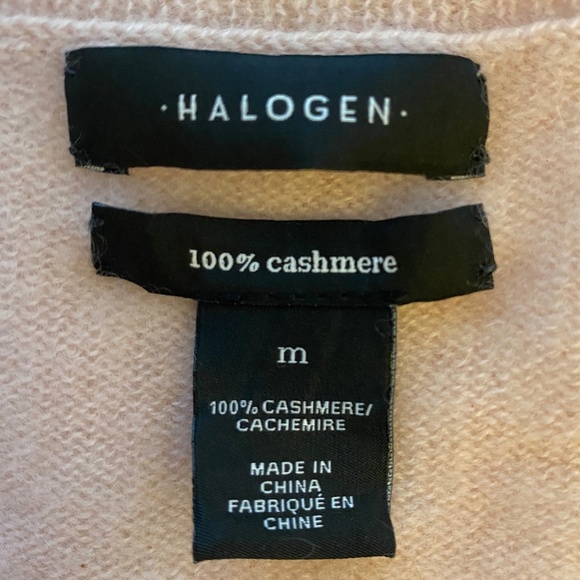 ·HALOGEN·
100% cashmere
m
100% CASHMERE/
CACHEMIRE
MADE IN
CHINA
FABRIQUÉ EN
CHINE